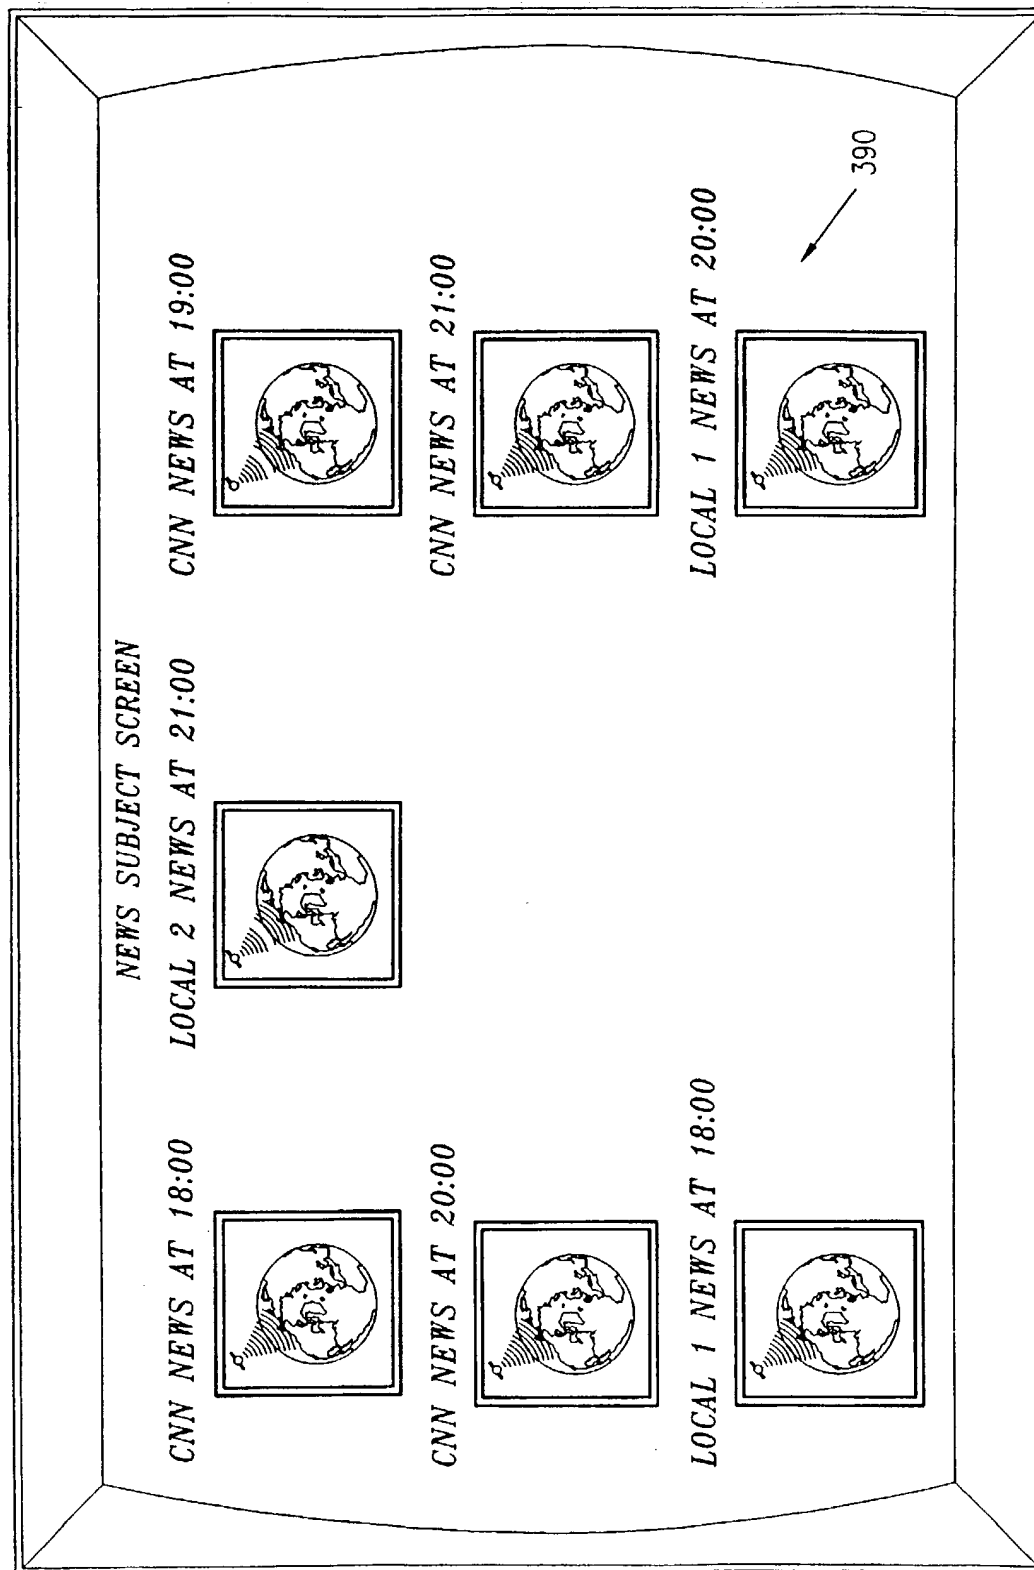 NEWS SUBJECT SCREEN
CNN NEWS AT 18:00
LOCAL 2 NEWS AT 21:00
CNN NEWS AT 19:00
CNN NEWS AT 20:00
CNN NEWS AT 21:00
LOCAL 1 NEWS AT 18:00
LOCAL 1 NEWS AT 20:00
390